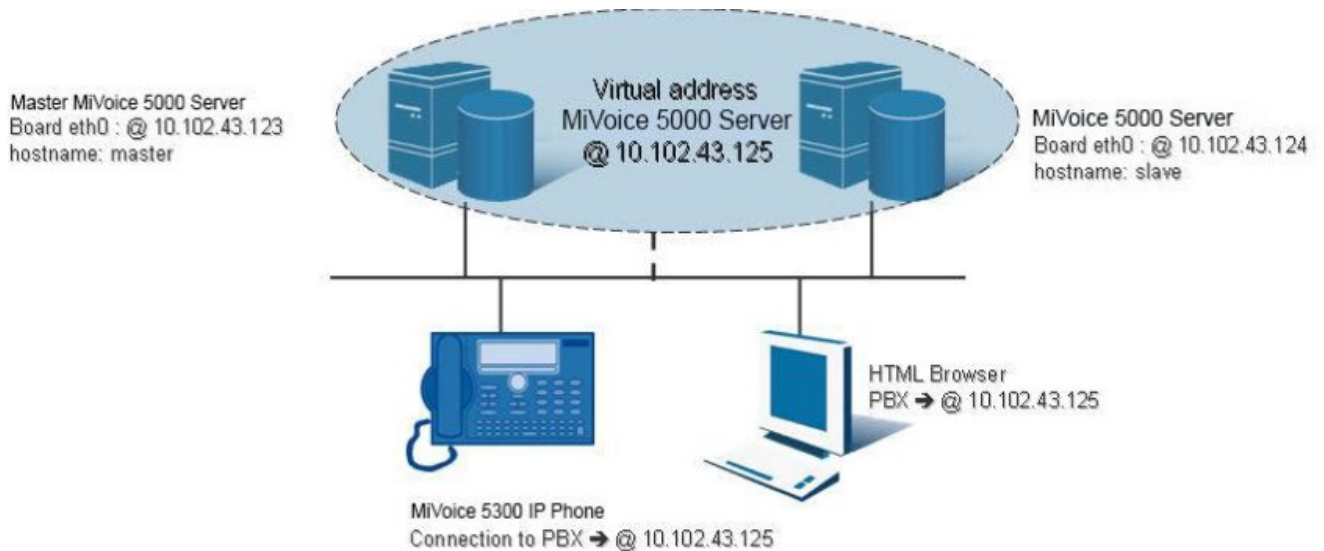 Master MiVoice 5000 Server
Board eth0 : @ 10.102.43.123
hostname: master
Virtual address
MiVoice 5000 Server
@ 10.102.43.125
MiVoice 5000 Server
Board eth0 : @ 10.102.43.124
hostname: slave
HTML Browser
PBX ➔ @ 10.102.43.125
MiVoice 5300 IP Phone
Connection to PBX ➔ @ 10.102.43.125